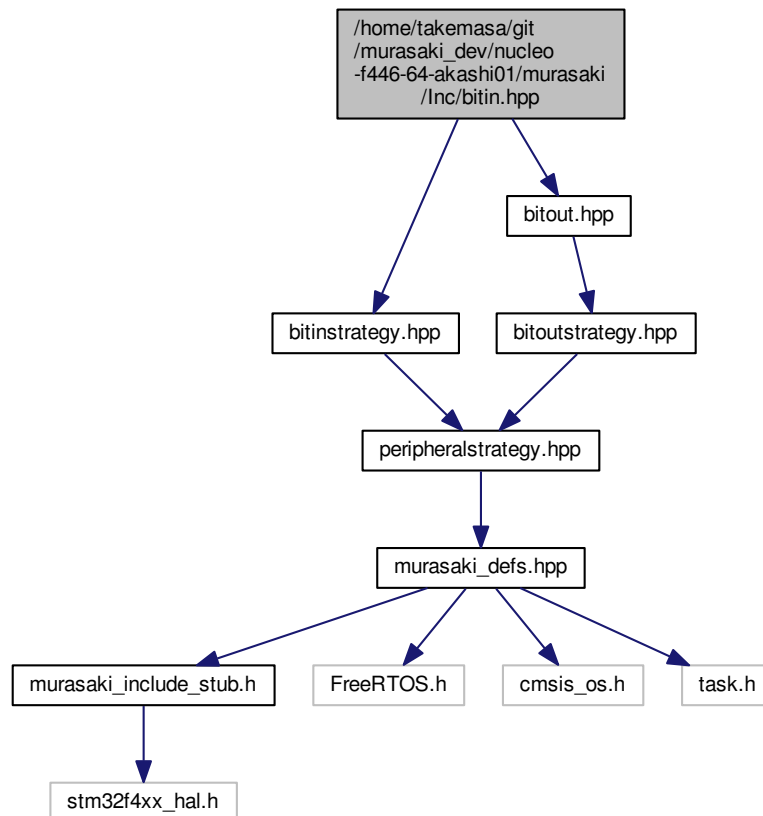 /home/takemasa/git
/murasaki_dev/nucleo
-f446-64-akashi01/murasaki
/Inc/bitin.hpp
bitout.hpp
bitinstrategy.hpp
bitoutstrategy.hpp
peripheralstrategy.hpp
murasaki_defs.hpp
murasaki_include_stub.h
FreeRTOS.h
cmsis_os.h
task.h
stm32f4xx_hal.h